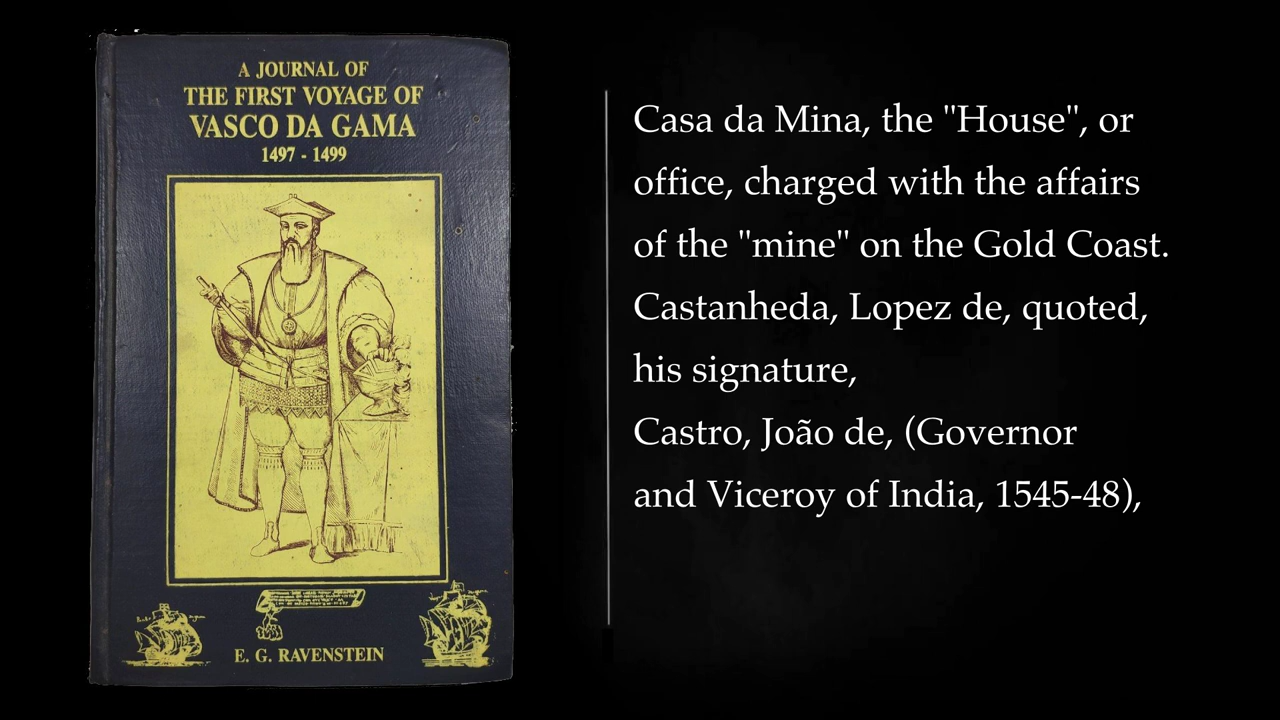 A JOURNAL OF
THE FIRST VOYAGE OF
VASCO DA GAMA
1497 - 1499
E. G. RAVENSTEIN
Casa da Mina, the "House", or
office, charged with the affairs
of the "mine" on the Gold Coast.
Castanheda, Lopez de, quoted,
his signature,
Castro, João de, (Governor
and Viceroy of India, 1545-48),